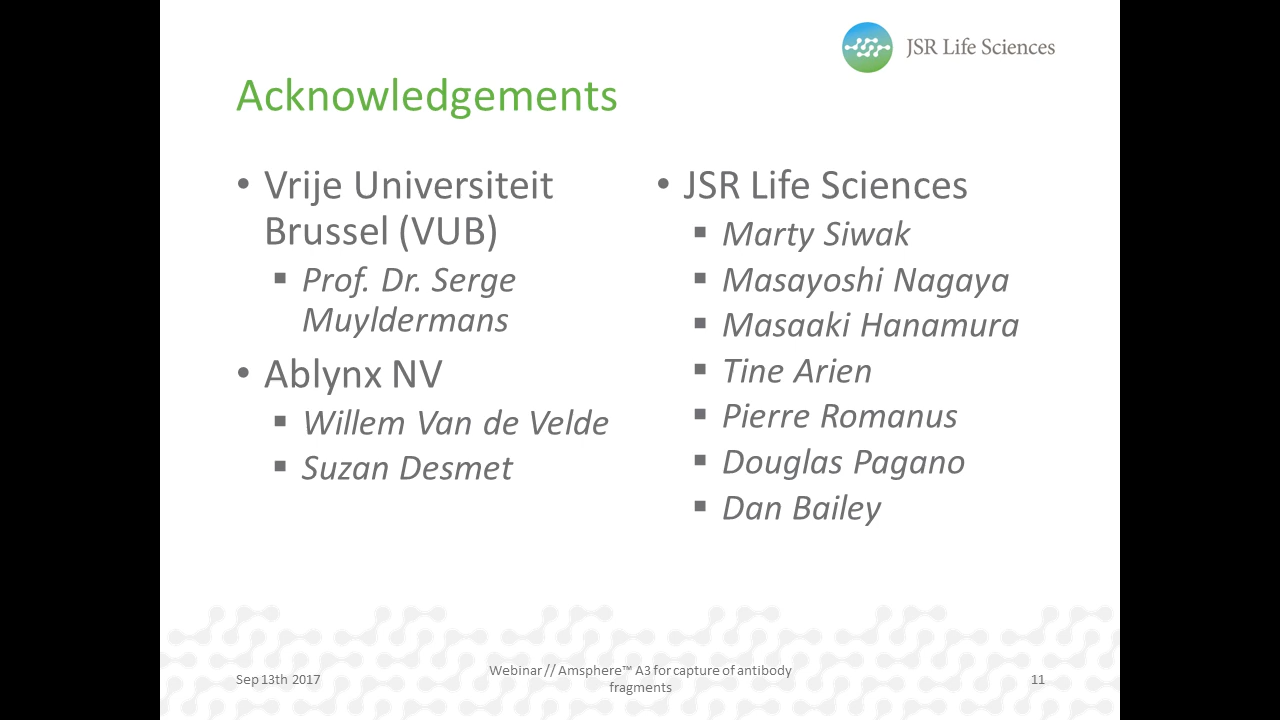 JSR Life Sciences
Acknowledgements
• Vrije Universiteit
Brussel (VUB)
▪ Prof. Dr. Serge
Muyldermans
• Ablynx NV
▪ Willem Van de Velde
▪ Suzan Desmet
• JSR Life Sciences
▪ Marty Siwak
▪ Masayoshi Nagaya
▪ Masaaki Hanamura
▪ Tine Arien
▪ Pierre Romanus
▪ Douglas Pagano
▪ Dan Bailey
Sep 13th 2017
Webinar // Amsphere™ A3 for capture of antibody
fragments
11